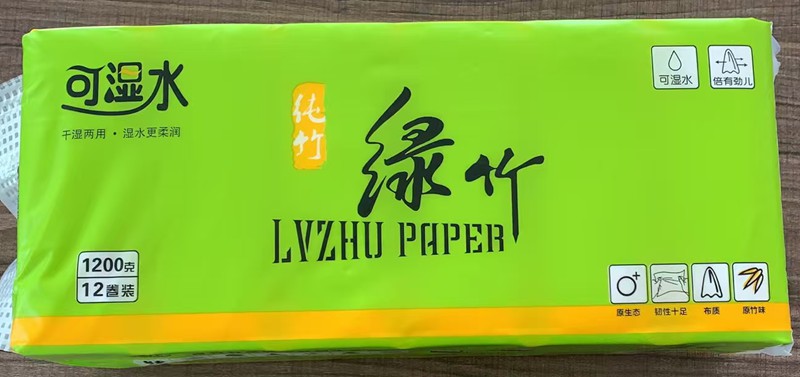 可湿水
干湿两用·湿水更柔润
可湿水
倍有劲儿
纯竹
绿竹
LVZHU PAPER
1200克
12卷装
原生态
韧性十足
布质
原竹味